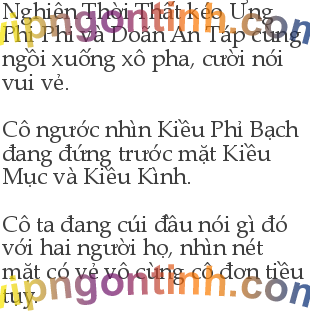 Nghiên Thời Thất kéo Ưng
Phi Phi và Doãn An Táp cùng
ngồi xuống xô pha, cười nói
vui vẻ.
Cô ngước nhìn Kiều Phỉ Bạch
đang đứng trước mặt Kiều
Mục và Kiều Kình.
Cô ta đang cúi đầu nói gì đó
với hai người họ, nhìn nét
mặt có vẻ vô cùng cô đơn tiều
tụy.
vipngontinh.com
vipngontinh.com